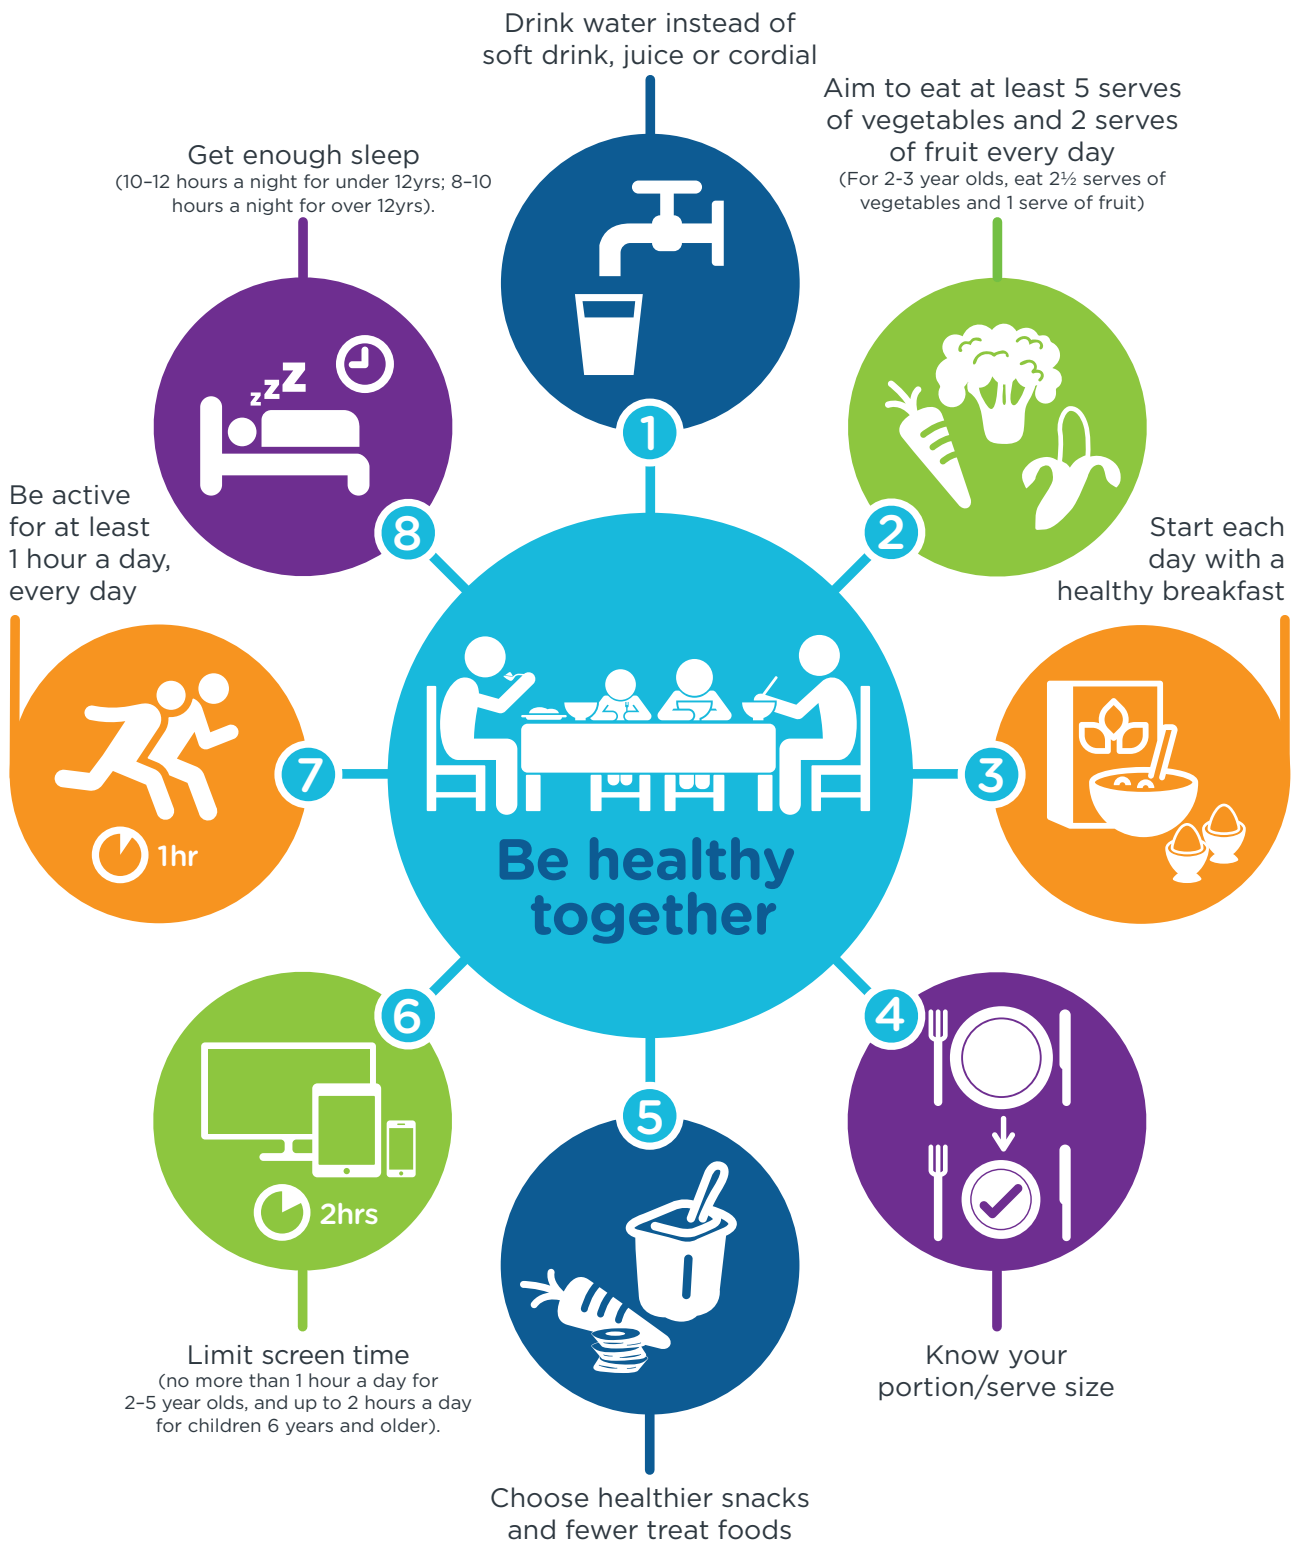 Drink water instead of
soft drink, juice or cordial
1
Aim to eat at least 5 serves
of vegetables and 2 serves
of fruit every day
(For 2-3 year olds, eat 2½ serves of
vegetables and 1 serve of fruit)
2
Start each
day with a
healthy breakfast
3
4
Know your
portion/serve size
5
Choose healthier snacks
and fewer treat foods
6
2hrs
Limit screen time
(no more than 1 hour a day for
2–5 year olds, and up to 2 hours a day
for children 6 years and older).
Be active
for at least
1 hour a day,
every day
7
1hr
Get enough sleep
(10–12 hours a night for under 12yrs; 8–10
hours a night for over 12yrs).
zzz
8
Be healthy
together